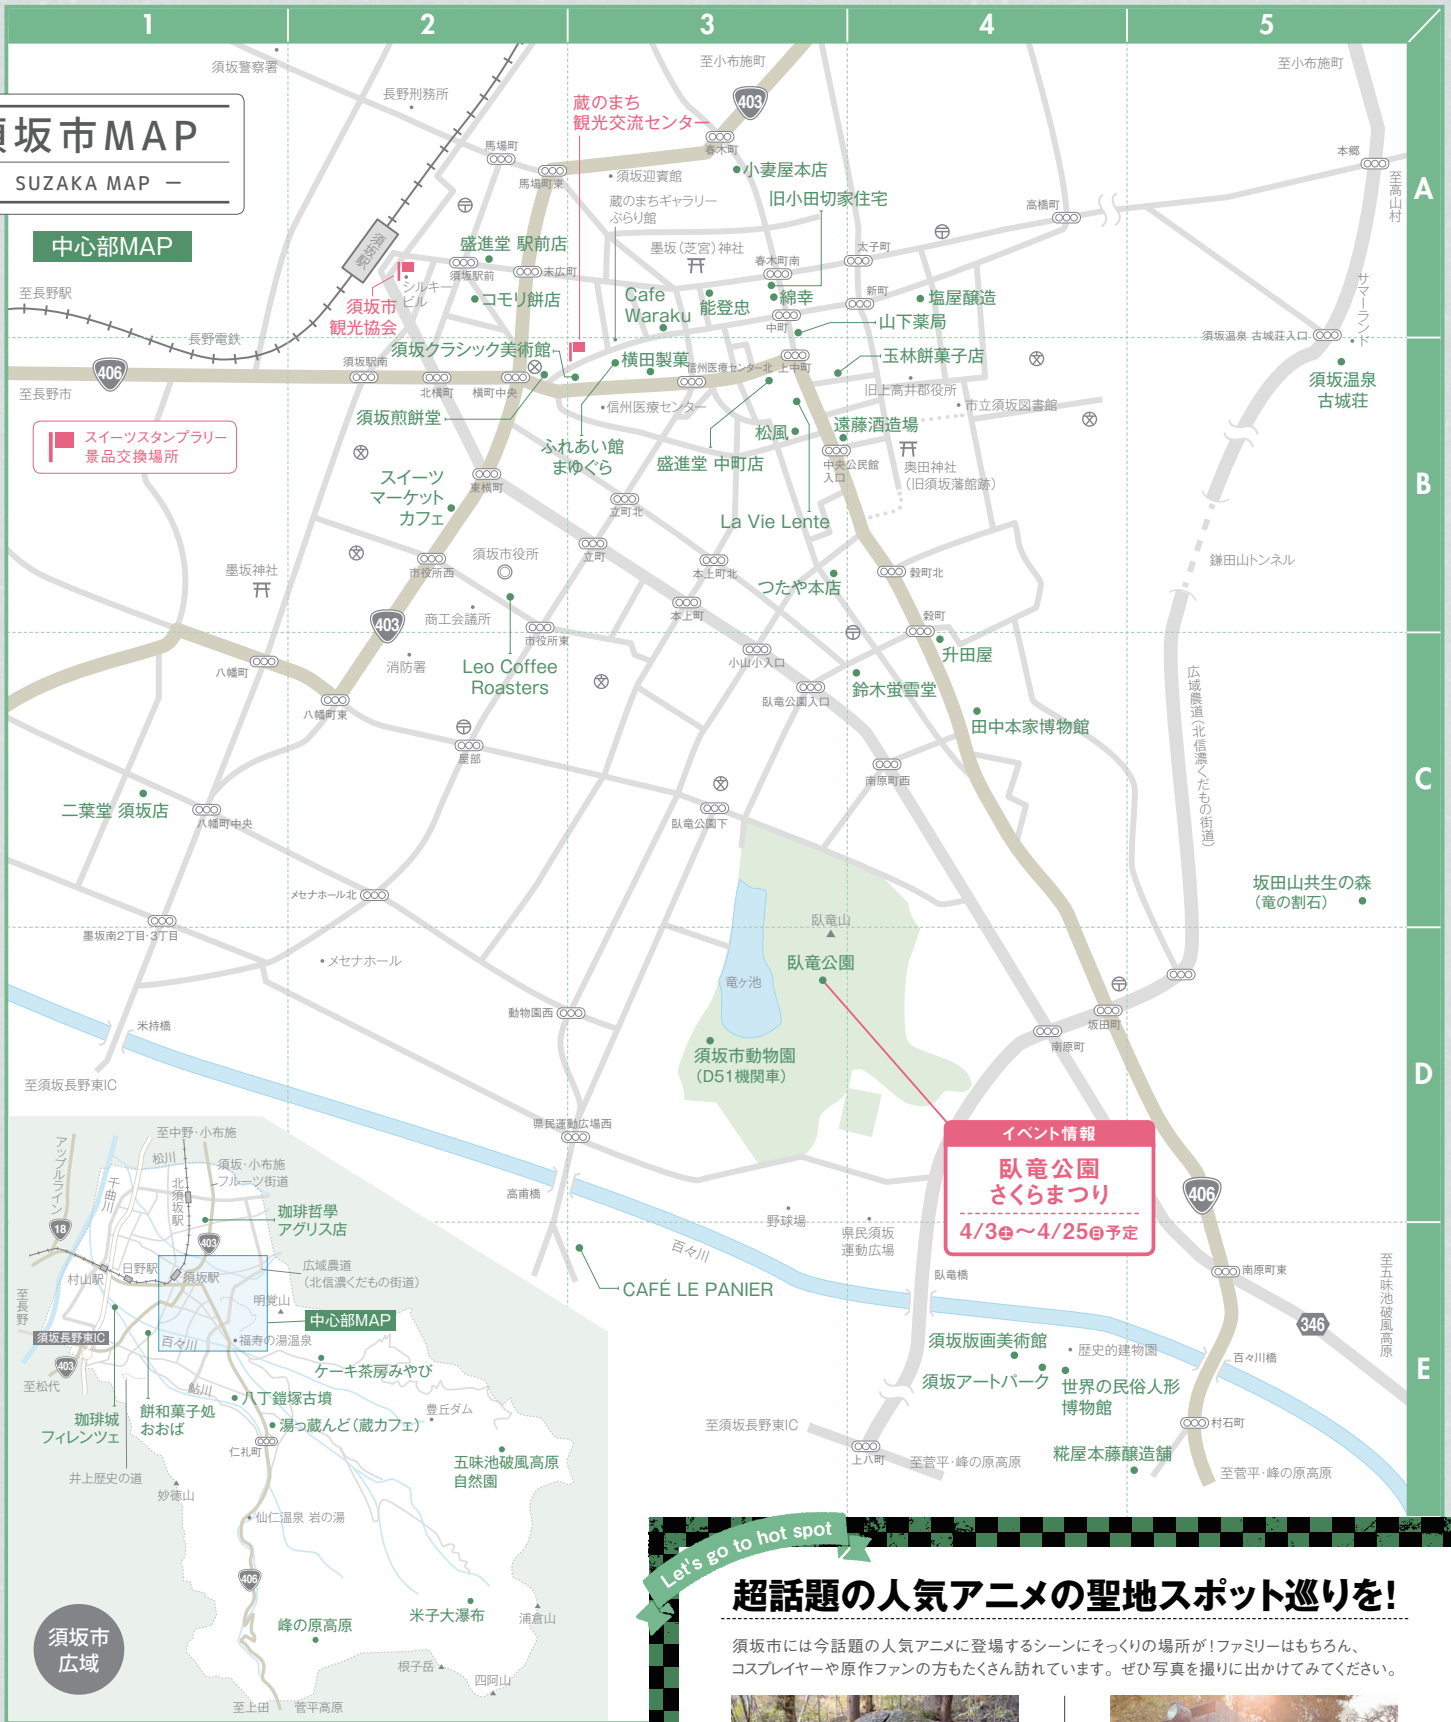 1
2
3
4
5
A
B
C
D
E
須坂市MAP
SUZAKA MAP —
中心部MAP
須坂警察署
長野刑務所
至小布施町
至小布施町
蔵のまち
観光交流センター
403
春木町
馬場町
馬場町東
小妻屋本店
須坂迎賓館
蔵のまちギャラリー
ぷらり館
旧小田切家住宅
本郷
至高山村
高橋町
須坂駅
盛進堂 駅前店
須坂駅前
末広町
墨坂(芝宮)神社
春木町南
太子町
シルキー
ビル
須坂市
観光協会
コモリ餅店
Cafe
Waraku
能登忠
綿幸
新町
塩屋醸造
中町
山下薬局
サマーランド
須坂温泉 古城荘入口
至長野駅
長野電鉄
406
至長野市
須坂駅南
北横町
横町中央
須坂クラシック美術館
横田製菓
信州医療センター北
上中町
玉林餅菓子店
旧上高井郡役所
市立須坂図書館
須坂温泉
古城荘
スイーツスタンプラリー
景品交換場所
須坂煎餅堂
信州医療センター
ふれあい館
まゆぐら
盛進堂 中町店
松風
遠藤酒造場
中央公民館
入口
奥田神社
(旧須坂藩館跡)
スイーツ
マーケット
カフェ
東横町
立町北
La Vie Lente
立町
墨坂神社
市役所西
須坂市役所
本上町北
つたや本店
穀町北
鎌田山トンネル
403
商工会議所
本上町
穀町
市役所東
八幡町
消防署
Leo Coffee
Roasters
小山小入口
升田屋
臥竜公園入口
鈴木蛍雪堂
広域農道(北信濃くだもの街道)
八幡町東
屋部
田中本家博物館
南原町西
二葉堂 須坂店
八幡町中央
臥竜公園下
メセナホール北
坂田山共生の森
(竜の割石)
墨坂南2丁目・3丁目
臥竜山
メセナホール
臥竜公園
竜ヶ池
動物園西
坂田町
米持橋
須坂市動物園
(D51機関車)
南原町
至須坂長野東IC
県民運動広場西
イベント情報
臥竜公園
さくらまつり
4/3㊏〜4/25㊐予定
高甫橋
406
野球場
県民須坂
運動広場
百々川
CAFÉ LE PANIER
臥竜橋
南原町東
至五味池破風高原
346
須坂版画美術館
歴史的建物園
百々川橋
須坂アートパーク
世界の民俗人形
博物館
至須坂長野東IC
村石町
上八町
至菅平・峰の原高原
糀屋本藤醸造舗
至菅平・峰の原高原
アップルライン
至中野・小布施
松川
千曲川
北須坂駅
須坂・小布施
フルーツ街道
18
珈琲哲學
アグリス店
403
村山駅
日野駅
須坂駅
広域農道
(北信濃くだもの街道)
至長野
明覚山
中心部MAP
須坂長野東IC
百々川
福寿の湯温泉
403
至松代
ケーキ茶房みやび
鮎川
珈琲城
フィレンツェ
餅和菓子処
おおば
八丁鎧塚古墳
湯っ蔵んど(蔵カフェ)
豊丘ダム
仁礼町
五味池破風高原
自然園
井上歴史の道
妙徳山
仙仁温泉 岩の湯
406
峰の原高原
米子大瀑布
浦倉山
根子岳
四阿山
須坂市
広域
至上田
菅平高原
Let's go to hot spot
超話題の人気アニメの聖地スポット巡りを!
須坂市には今話題の人気アニメに登場するシーンにそっくりの場所が!ファミリーはもちろん、
コスプレイヤーや原作ファンの方もたくさん訪れています。ぜひ写真を撮りに出かけてみてください。